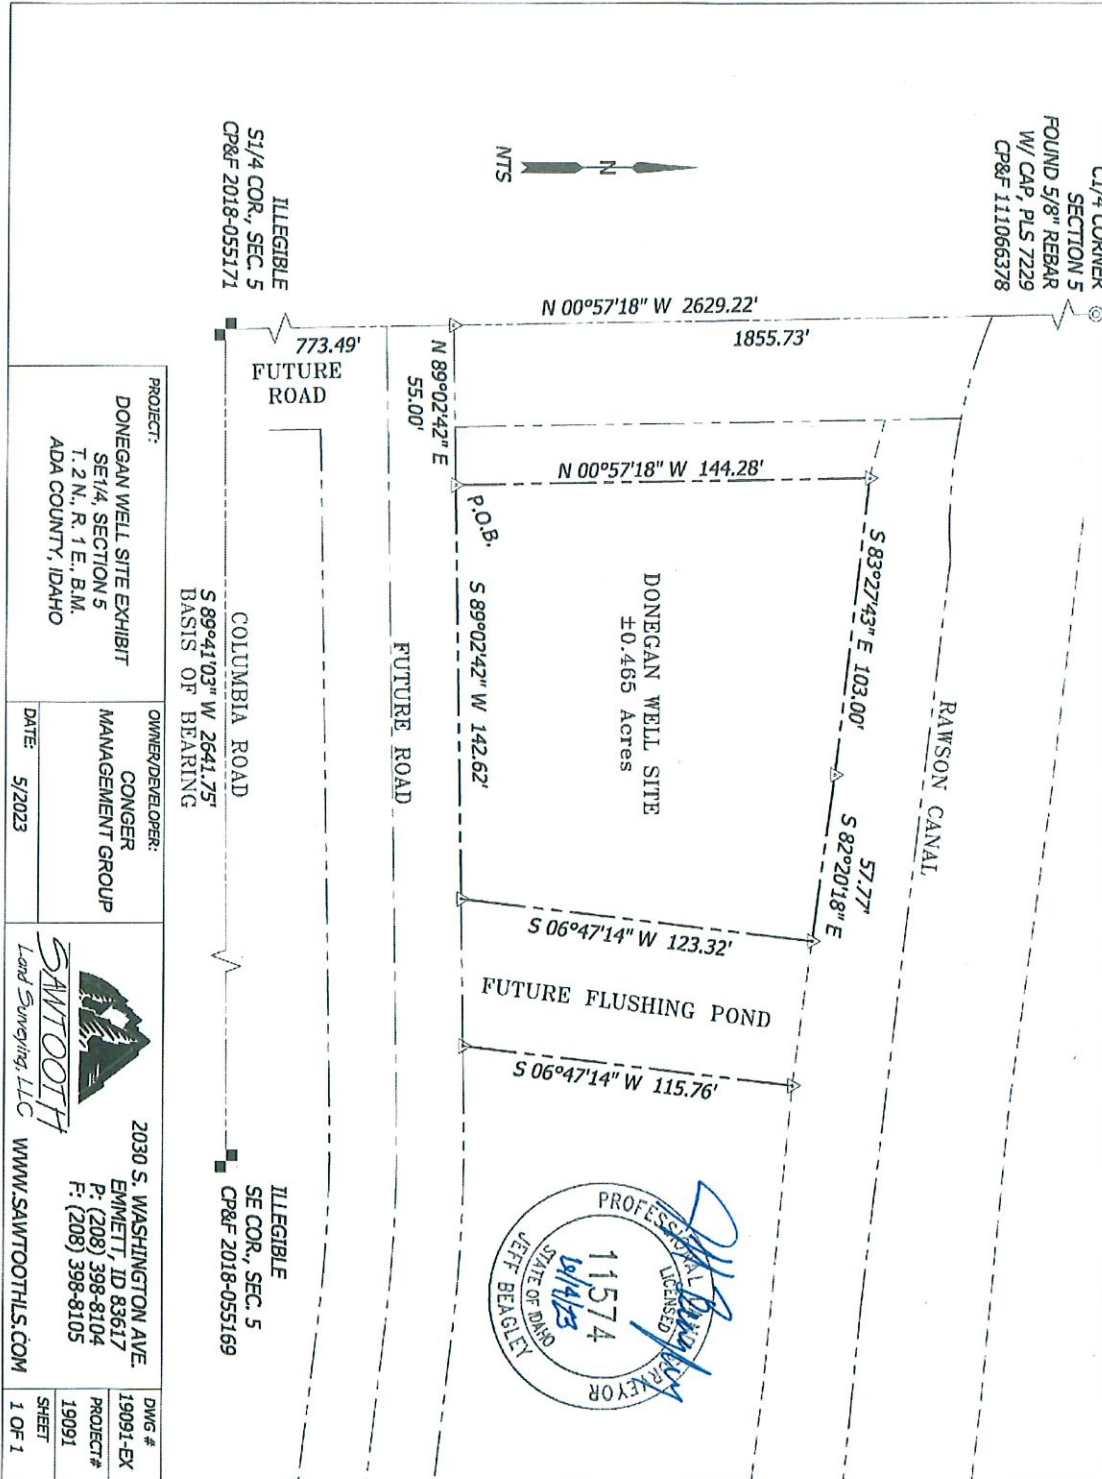 C1/4 CORNER
SECTION 5
FOUND 5/8" REBAR
W/ CAP, PLS 7229
CP&F 111066378
N
NTS
N 00°57'18" W 2629.22'
1855.73'
773.49'
RAWSON CANAL
S 83°27'43" E 103.00'
57.77'
S 82°20'18" E
N 00°57'18" W 144.28'
DONEGAN WELL SITE
±0.465 Acres
S 06°47'14" W 123.32'
FUTURE FLUSHING POND
S 06°47'14" W 115.76'
N 89°02'42" E
55.00'
P.O.B.
S 89°02'42" W 142.62'
FUTURE ROAD
FUTURE
ROAD
COLUMBIA ROAD
S 89°41'03" W 2641.75'
BASIS OF BEARING
ILLEGIBLE
S1/4 COR., SEC. 5
CP&F 2018-055171
ILLEGIBLE
SE COR., SEC. 5
CP&F 2018-055169
PROFESSIONAL LAND SURVEYOR
LICENSED
11574
STATE OF IDAHO
JEFF BEAGLEY
PROJECT:
DONEGAN WELL SITE EXHIBIT
SE1/4, SECTION 5
T. 2 N., R. 1 E., B.M.
ADA COUNTY, IDAHO
OWNER/DEVELOPER:
CONGER
MANAGEMENT GROUP
DATE: 5/2023
SAWTOOTH
Land Surveying, LLC
2030 S. WASHINGTON AVE.
EMMETT, ID 83617
P: (208) 398-8104
F: (208) 398-8105
WWW.SAWTOOTHLS.COM
DWG #
19091-EX
PROJECT#
19091
SHEET
1 OF 1